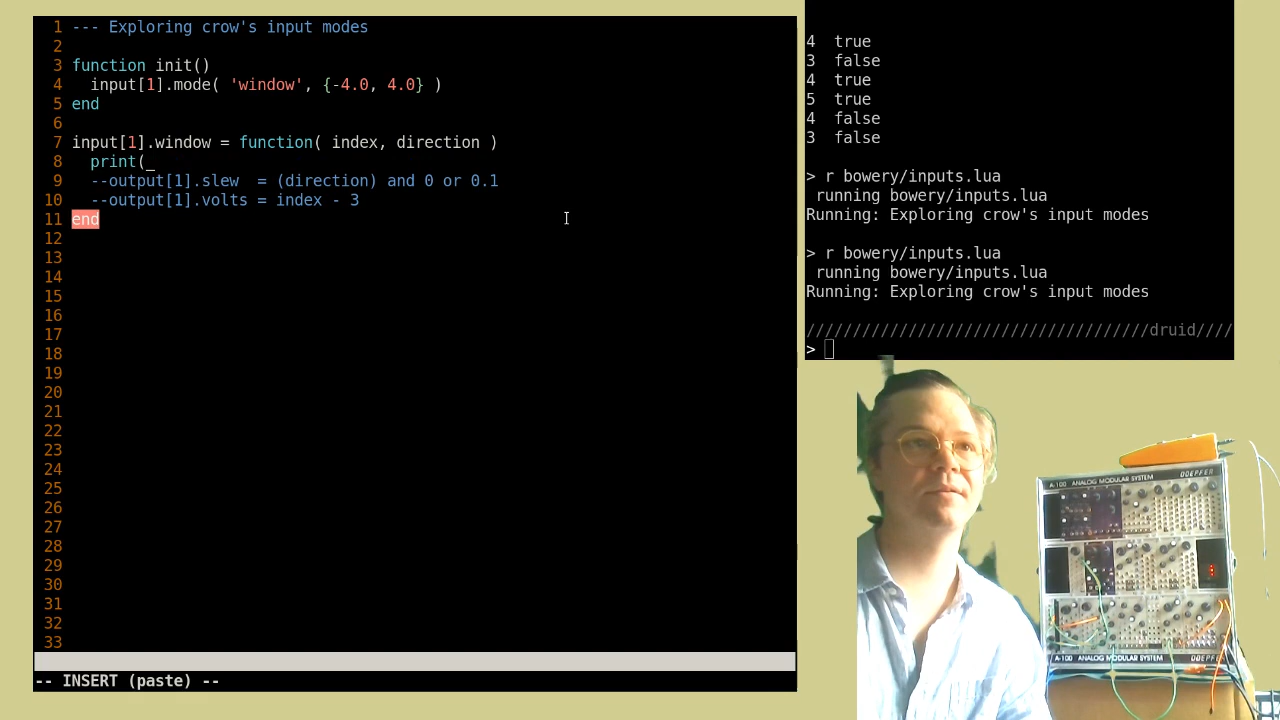 1 --- Exploring crow's input modes
2
3 function init()
4   input[1].mode( 'window', {-4.0, 4.0} )
5 end
6
7 input[1].window = function( index, direction )
8   print(_
9   --output[1].slew  = (direction) and 0 or 0.1
10   --output[1].volts = index - 3
11 end
12
13
14
15
16
17
18
19
20
21
22
23
24
25
26
27
28
29
30
31
32
33
-- INSERT (paste) --
4  true
3  false
4  true
5  true
4  false
3  false
> r bowery/inputs.lua
 running bowery/inputs.lua
Running: Exploring crow's input modes
> r bowery/inputs.lua
 running bowery/inputs.lua
Running: Exploring crow's input modes
/////////////////////////////////////druid////
>
A-100 ANALOG MODULAR SYSTEM DOEPFER
A-100 ANALOG MODULAR SYSTEM DOEPFER